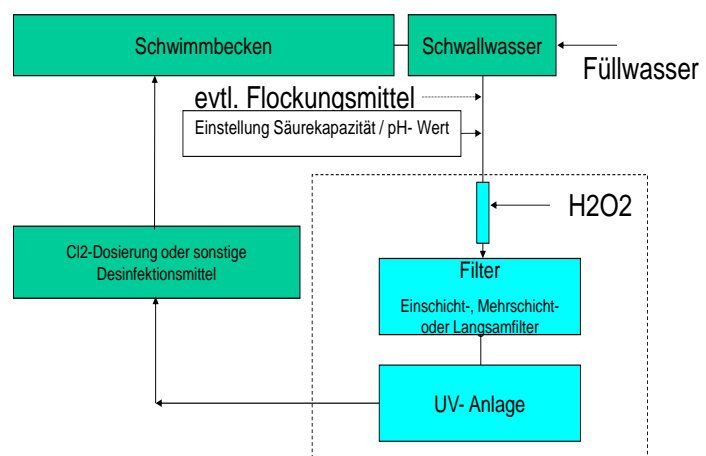 Schwimmbecken
Schwallwasser
Füllwasser
evtl. Flockungsmittel
Einstellung Säurekapazität / pH- Wert
H2O2
Cl2-Dosierung oder sonstige
Desinfektionsmittel
Filter
Einschicht-, Mehrschicht-
oder Langsamfilter
UV- Anlage